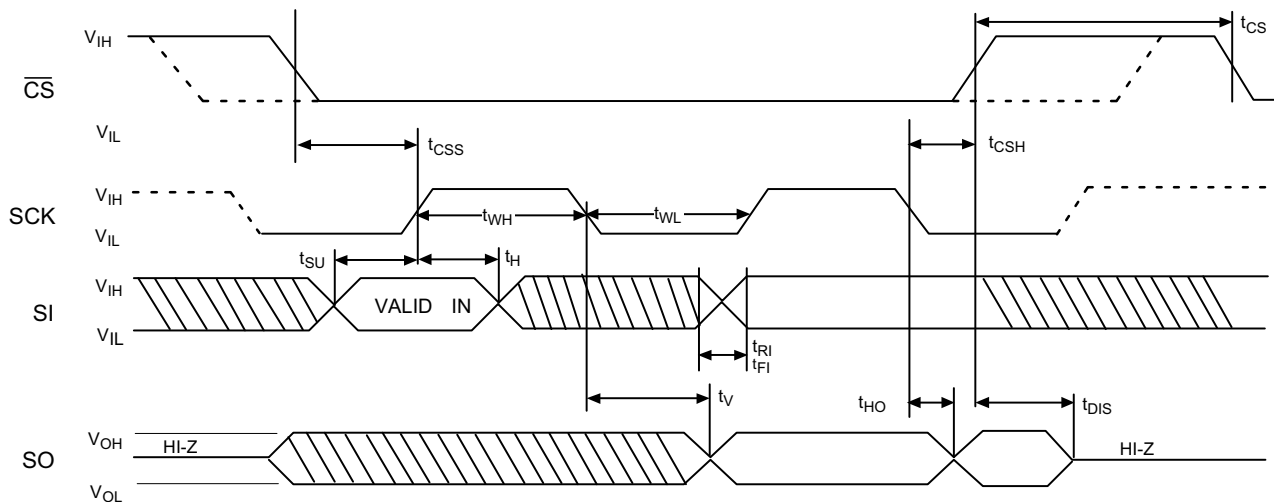 V_IH
t_CS
C̅S̅
V_IL
t_CSS
t_CSH
V_IH
SCK
V_IL
t_WH
t_WL
t_SU
t_H
V_IH
SI
VALID IN
V_IL
t_RI
t_FI
t_V
t_HO
t_DIS
V_OH
HI-Z
HI-Z
SO
V_OL